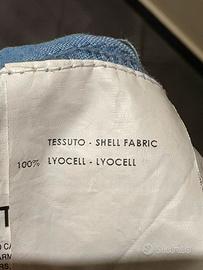 TESSUTO - SHELL FABRIC
100% LYOCELL - LYOCELL